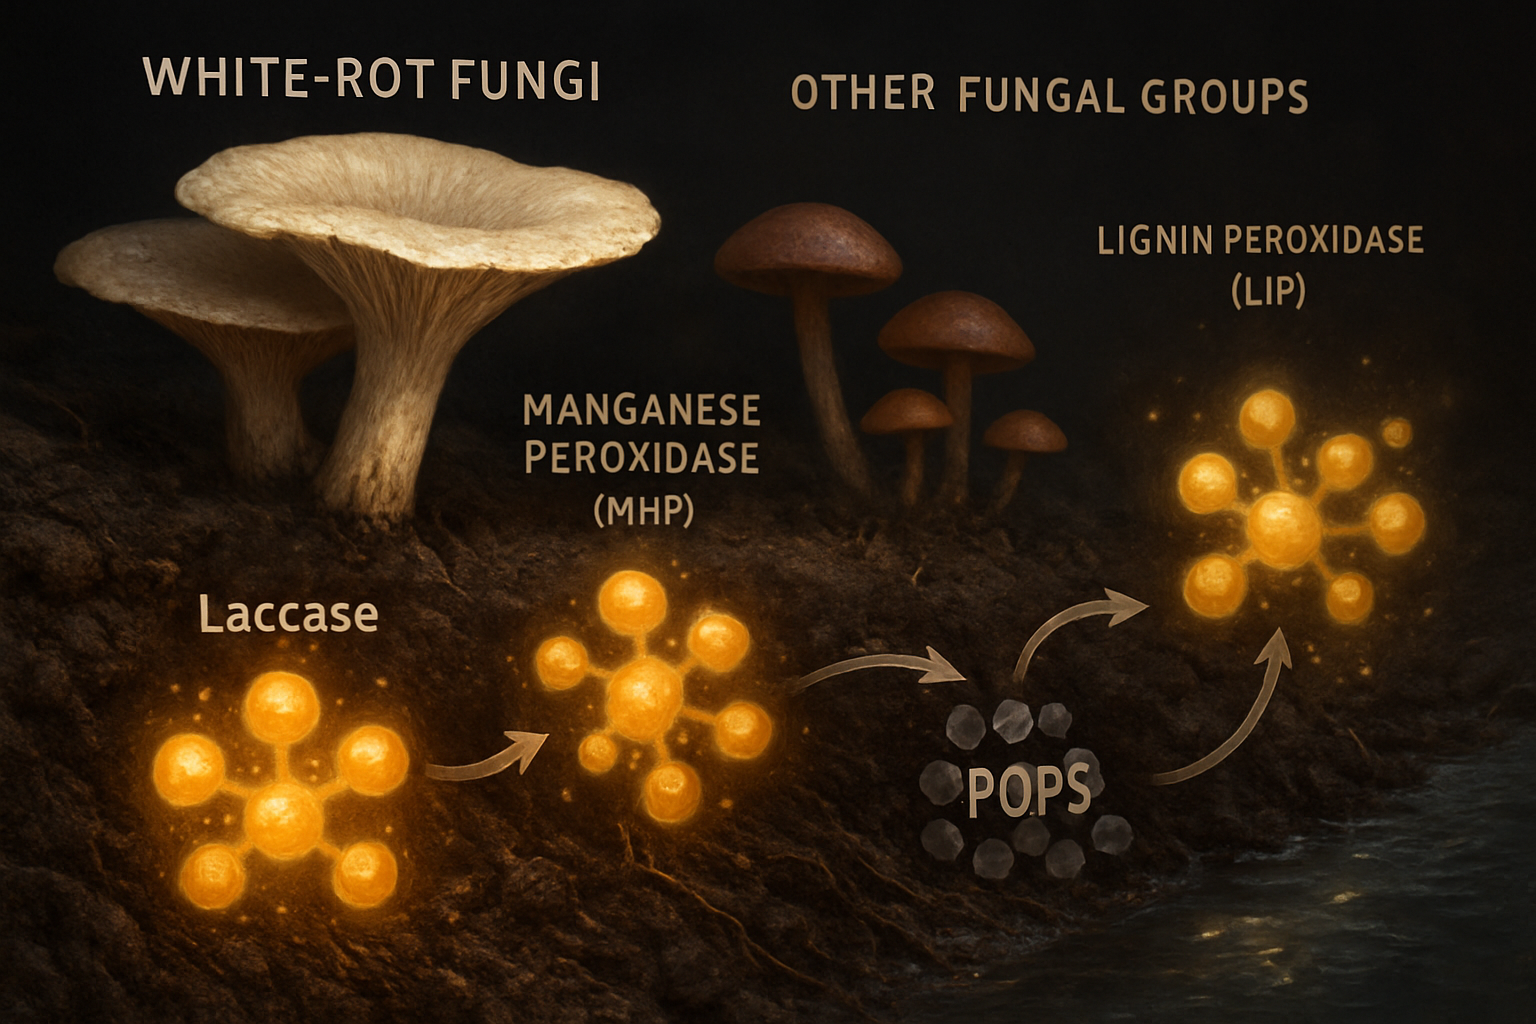 WHITE-ROT FUNGI
OTHER FUNGAL GROUPS
LIGNIN PEROXIDASE
(LIP)
MANGANESE
PEROXIDASE
(MHP)
Laccase
POPS